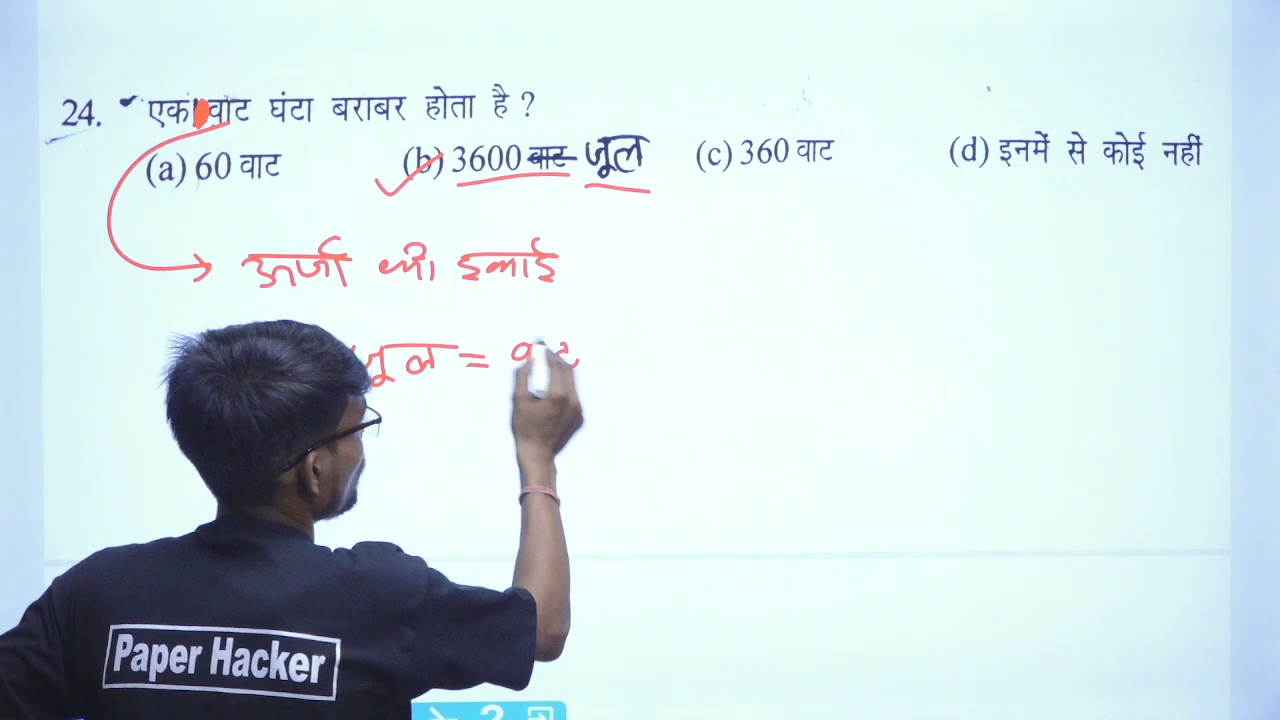 24. एक वाट घंटा बराबर होता है ?
(a) 60 वाट (b) 3600 वाट जूल (c) 360 वाट (d) इनमें से कोई नहीं
ऊर्जा की इकाई
जूल =
Paper Hacker